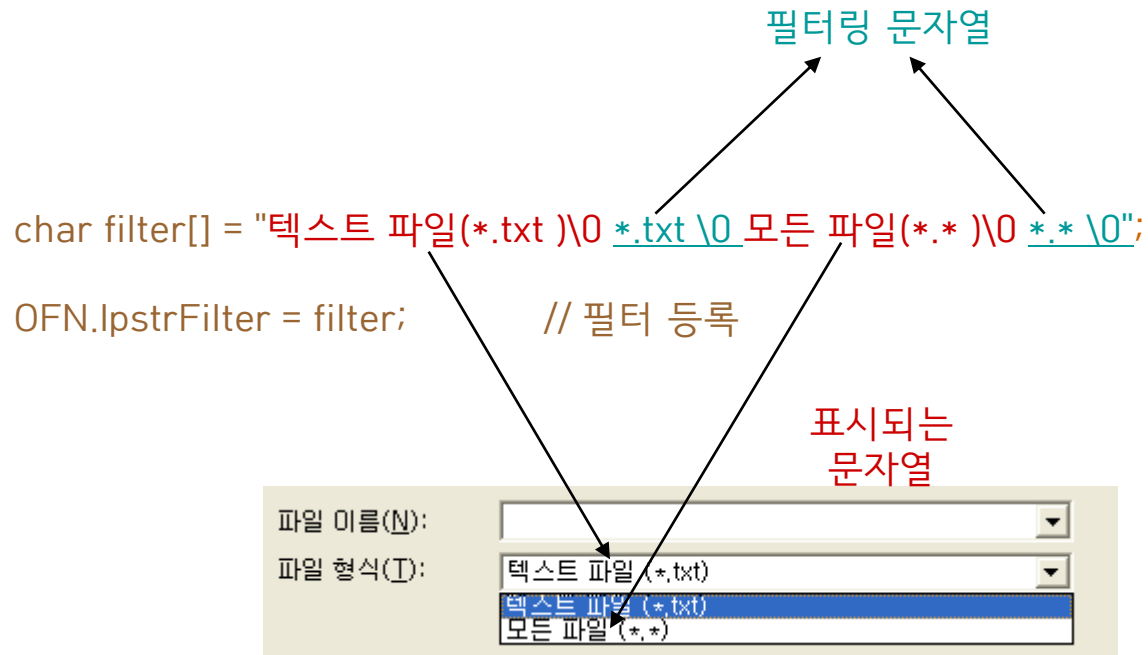 필터링 문자열
char filter[] = "텍스트 파일(*.txt )\0 *.txt \0 모든 파일(*.* )\0 *.* \0";
OFN.lpstrFilter = filter; // 필터 등록
표시되는
문자열
파일 이름(N):
파일 형식(T): 텍스트 파일 (*,txt)
텍스트 파일 (*,txt)
모든 파일 (*,*)